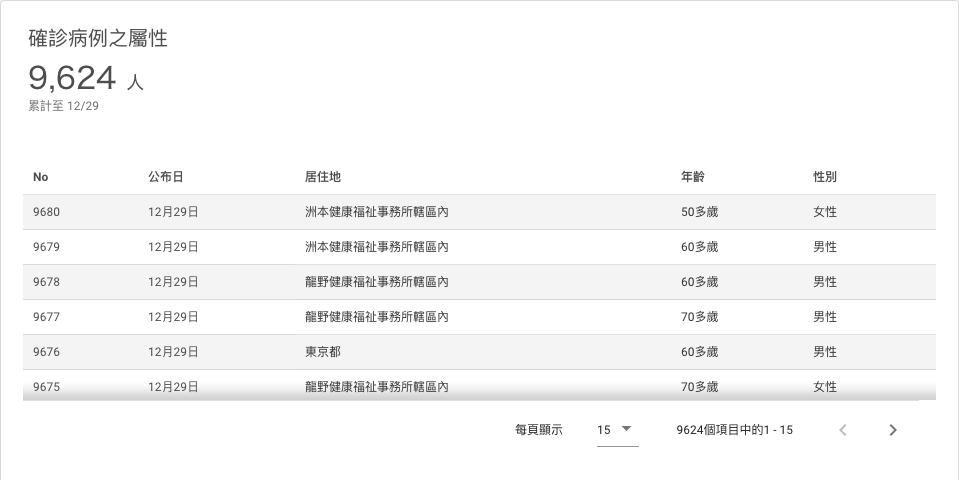 確診病例之屬性
9,624 人
累計至 12/29
No 公布日 居住地 年齡 性別
9680 12月29日 洲本健康福祉事務所轄區內 50多歲 女性
9679 12月29日 洲本健康福祉事務所轄區內 60多歲 男性
9678 12月29日 龍野健康福祉事務所轄區內 60多歲 男性
9677 12月29日 龍野健康福祉事務所轄區內 70多歲 男性
9676 12月29日 東京都 60多歲 男性
9675 12月29日 龍野健康福祉事務所轄區內 70多歲 女性
每頁顯示 15 9624個項目中的1 - 15